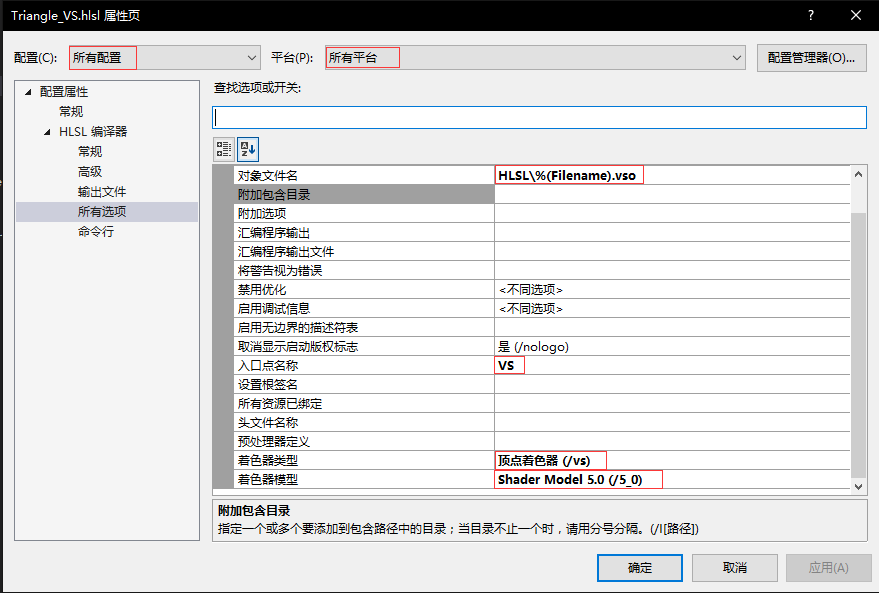 Triangle_VS.hlsl 属性页
配置(C): 所有配置 平台(P): 所有平台 配置管理器(O)...
配置属性
常规
HLSL 编译器
常规
高级
输出文件
所有选项
命令行
查找选项或开关:
对象文件名 HLSL\%(Filename).vso
附加包含目录
附加选项
汇编程序输出
汇编程序输出文件
将警告视为错误
禁用优化 <不同选项>
启用调试信息 <不同选项>
启用无边界的描述符表
取消显示启动版权标志 是 (/nologo)
入口点名称 VS
设置根签名
所有资源已绑定
头文件名称
预处理器定义
着色器类型 顶点着色器 (/vs)
着色器模型 Shader Model 5.0 (/5_0)
附加包含目录
指定一个或多个要添加到包含路径中的目录；当目录不止一个时，请用分号分隔。(/I[路径])
确定 取消 应用(A)